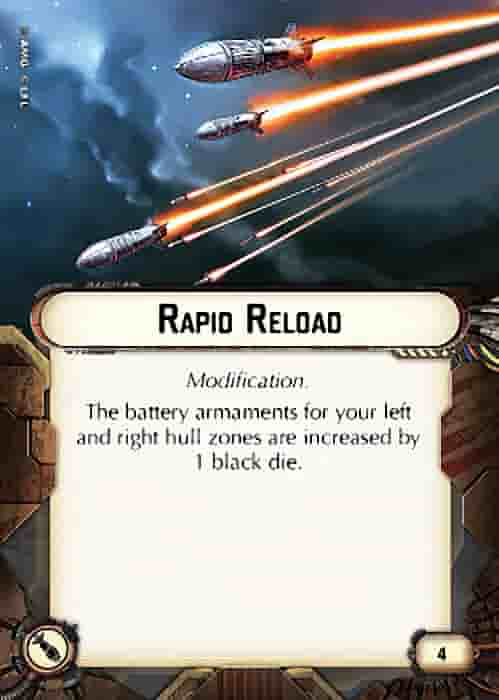 Rapid Reload
Modification.
The battery armaments for your left
and right hull zones are increased by
1 black die.
4